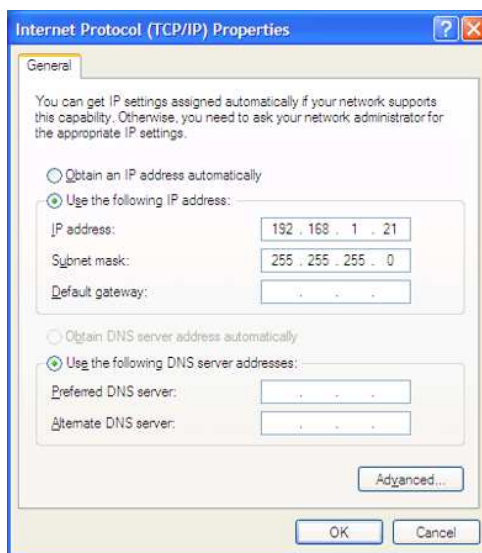 Internet Protocol (TCP/IP) Properties
General
You can get IP settings assigned automatically if your network supports
this capability. Otherwise, you need to ask your network administrator for
the appropriate IP settings.
Obtain an IP address automatically
Use the following IP address:
IP address: 192 . 168 . 1 . 21
Subnet mask: 255 . 255 . 255 . 0
Default gateway: . . .
Obtain DNS server address automatically
Use the following DNS server addresses:
Preferred DNS server: . . .
Alternate DNS server: . . .
Advanced...
OK Cancel